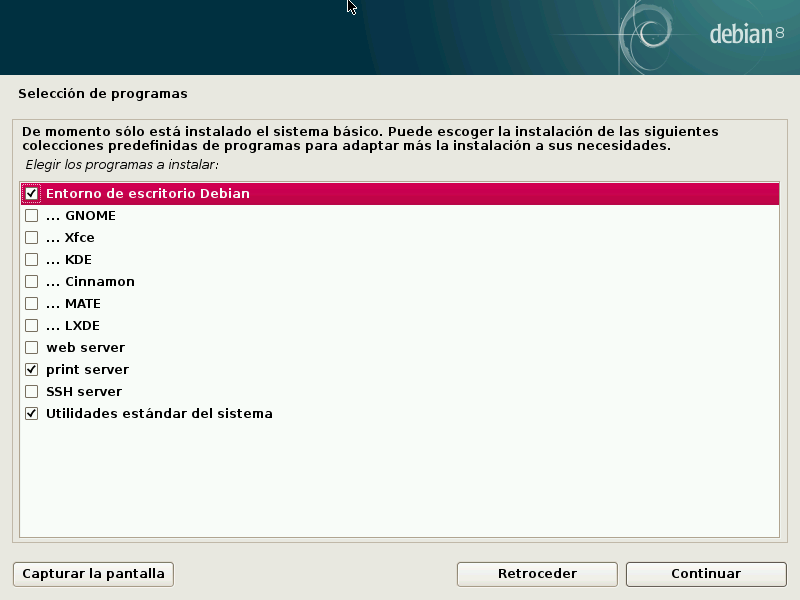 debian 8
Selección de programas
De momento sólo está instalado el sistema básico. Puede escoger la instalación de las siguientes
colecciones predefinidas de programas para adaptar más la instalación a sus necesidades.
Elegir los programas a instalar:
Entorno de escritorio Debian
... GNOME
... Xfce
... KDE
... Cinnamon
... MATE
... LXDE
web server
print server
SSH server
Utilidades estándar del sistema
Capturar la pantalla
Retroceder
Continuar